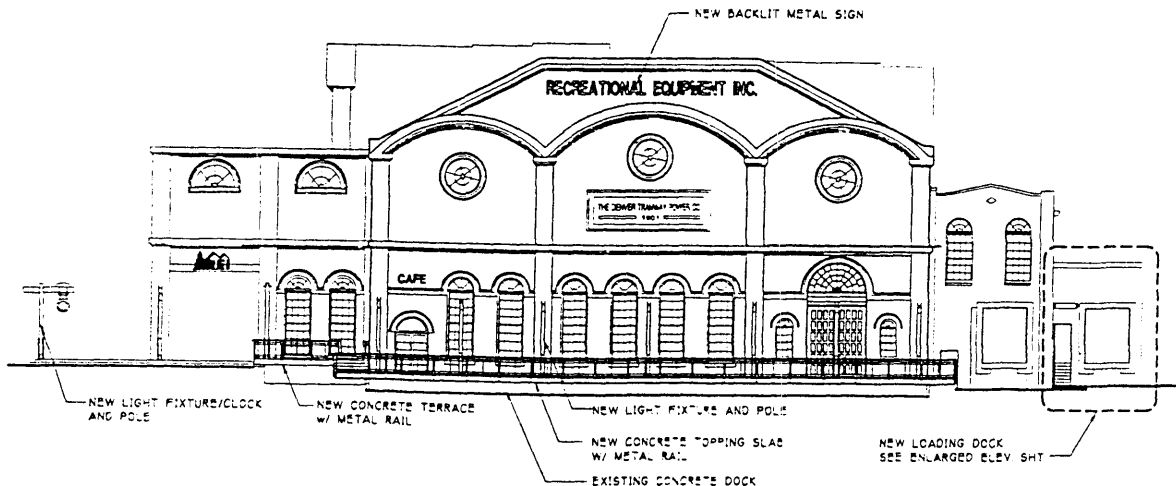 NEW BACKLIT METAL SIGN
RECREATIONAL EQUIPMENT INC.
THE DENVER TRAMWAY POWER CO
1901
REI
CAFE
NEW LIGHT FIXTURE/CLOCK
AND POLE
NEW CONCRETE TERRACE
W/ METAL RAIL
NEW LIGHT FIXTURE AND POLE
NEW CONCRETE TOPPING SLAB
W/ METAL RAIL
EXISTING CONCRETE DOCK
NEW LOADING DOCK
SEE ENLARGED ELEV SHT